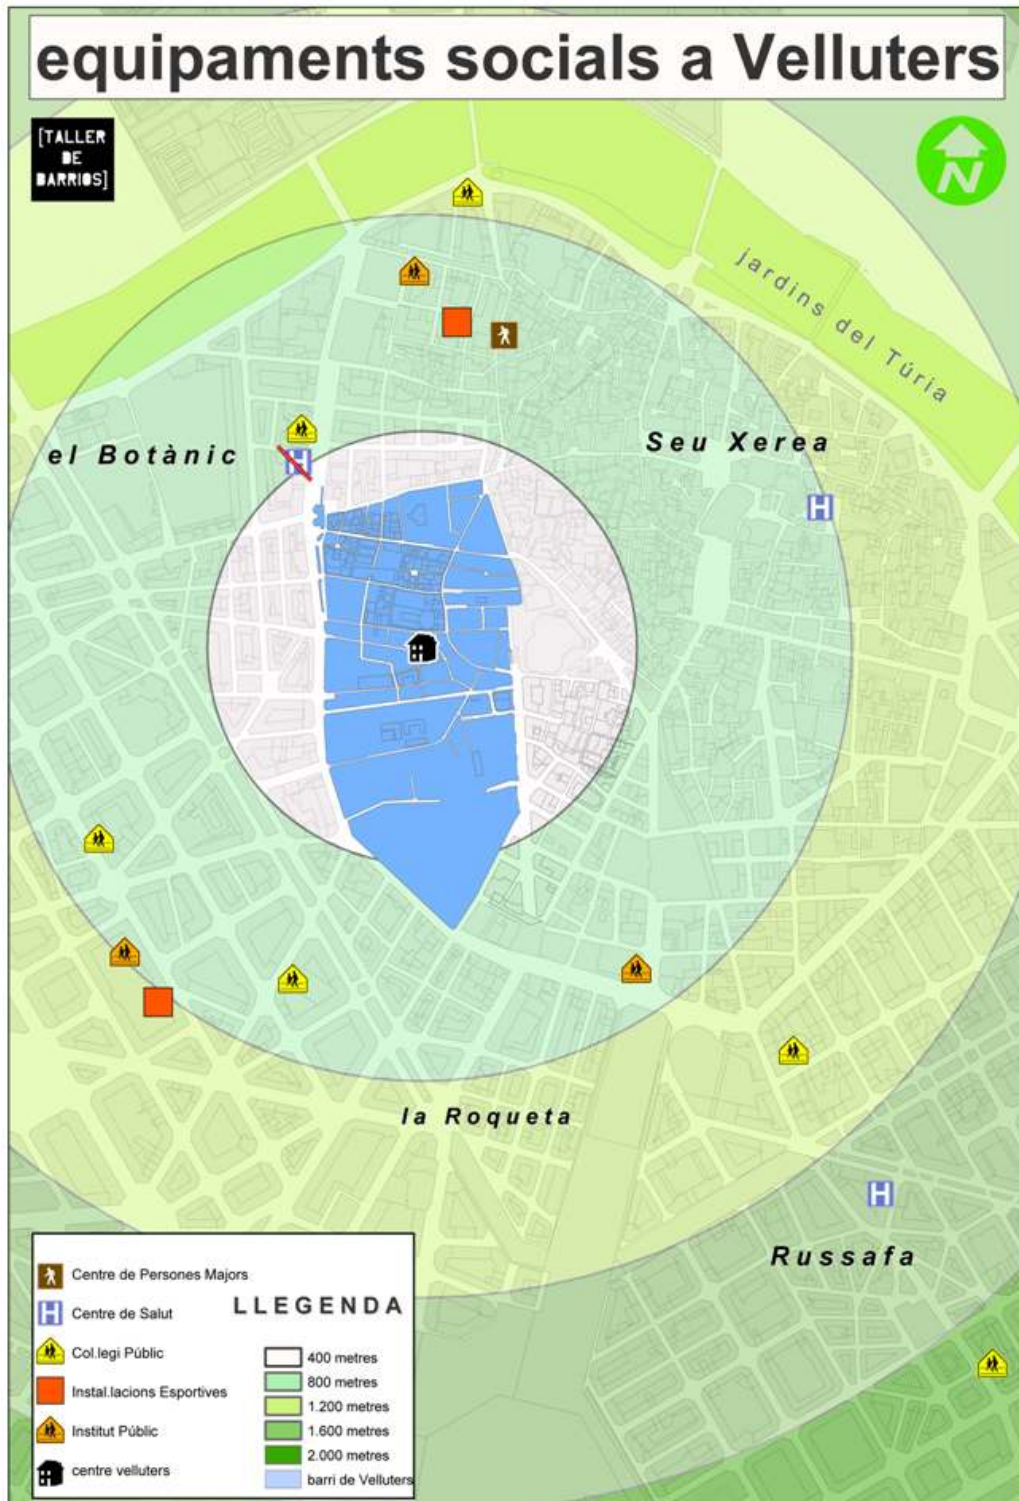 equipaments socials a Velluters
[TALLER
DE
BARRIOS]
N
jardins del Túria
el Botànic
Seu Xerea
H
H
la Roqueta
H
Russafa
LLEGENDA
Centre de Persones Majors
H Centre de Salut
Col.legi Públic
Instal.lacions Esportives
Institut Públic
centre velluters
400 metres
800 metres
1.200 metres
1.600 metres
2.000 metres
barri de Velluters